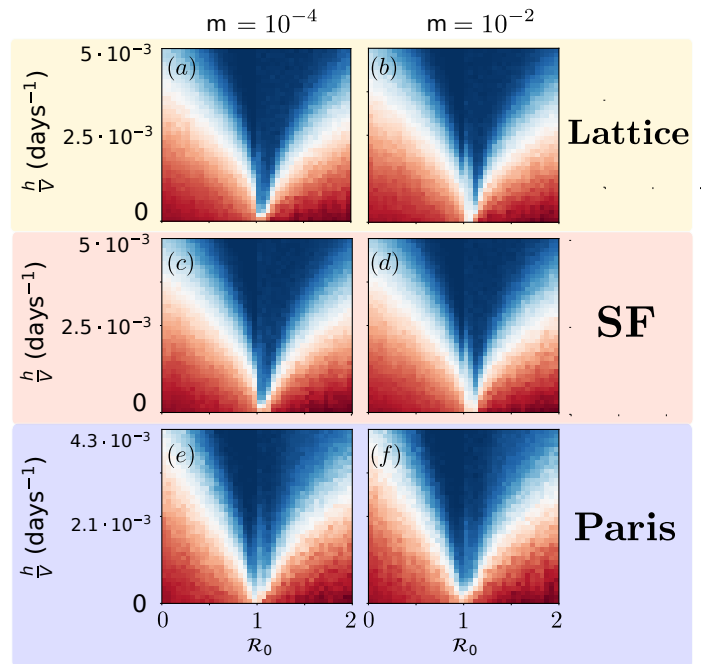 m = 10⁻⁴ m = 10⁻²
5 · 10⁻³ (a) (b)
h/V (days⁻¹) 2.5 · 10⁻³ Lattice
0
5 · 10⁻³ (c) (d)
h/V (days⁻¹) 2.5 · 10⁻³ SF
0
4.3 · 10⁻³ (e) (f)
h/V (days⁻¹) 2.1 · 10⁻³ Paris
0
0 1 2 0 1 2
ℛ₀ ℛ₀